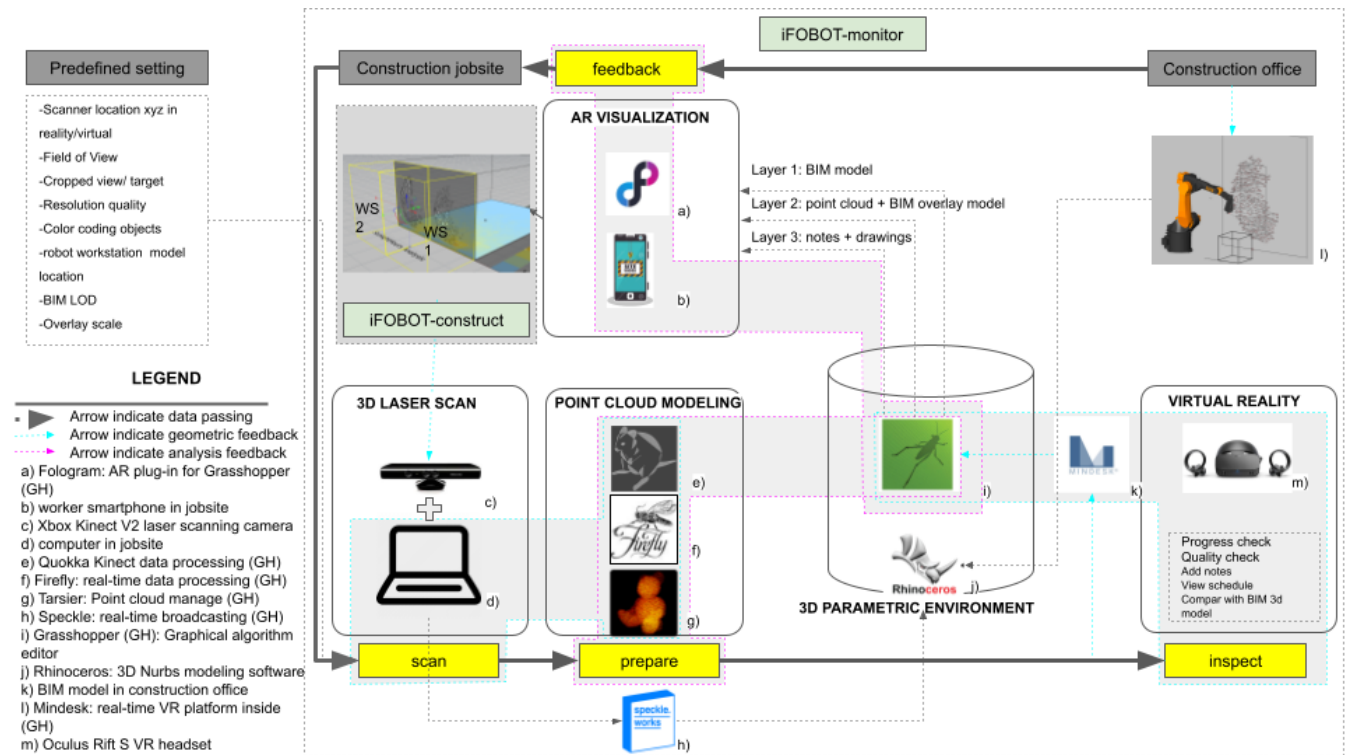 iFOBOT-monitor
Predefined setting
Construction jobsite
feedback
Construction office
-Scanner location xyz in
reality/virtual
-Field of View
-Cropped view/ target
-Resolution quality
-Color coding objects
-robot workstation model
location
-BIM LOD
-Overlay scale
WS
2
WS
1
iFOBOT-construct
AR VISUALIZATION
a)
b)
Layer 1: BIM model
Layer 2: point cloud + BIM overlay model
Layer 3: notes + drawings
l)
LEGEND
Arrow indicate data passing
Arrow indicate geometric feedback
Arrow indicate analysis feedback
a) Fologram: AR plug-in for Grasshopper
(GH)
b) worker smartphone in jobsite
c) Xbox Kinect V2 laser scanning camera
d) computer in jobsite
e) Quokka Kinect data processing (GH)
f) Firefly: real-time data processing (GH)
g) Tarsier: Point cloud manage (GH)
h) Speckle: real-time broadcasting (GH)
i) Grasshopper (GH): Graphical algorithm
editor
j) Rhinoceros: 3D Nurbs modeling software
k) BIM model in construction office
l) Mindesk: real-time VR platform inside
(GH)
m) Oculus Rift S VR headset
3D LASER SCAN
c)
d)
POINT CLOUD MODELING
e)
Firefly
f)
g)
i)
Rhinoceros
j)
3D PARAMETRIC ENVIRONMENT
MINDESK
k)
VIRTUAL REALITY
m)
Progress check
Quality check
Add notes
View schedule
Compar with BIM 3d
model
scan
prepare
inspect
speckle.
works
h)